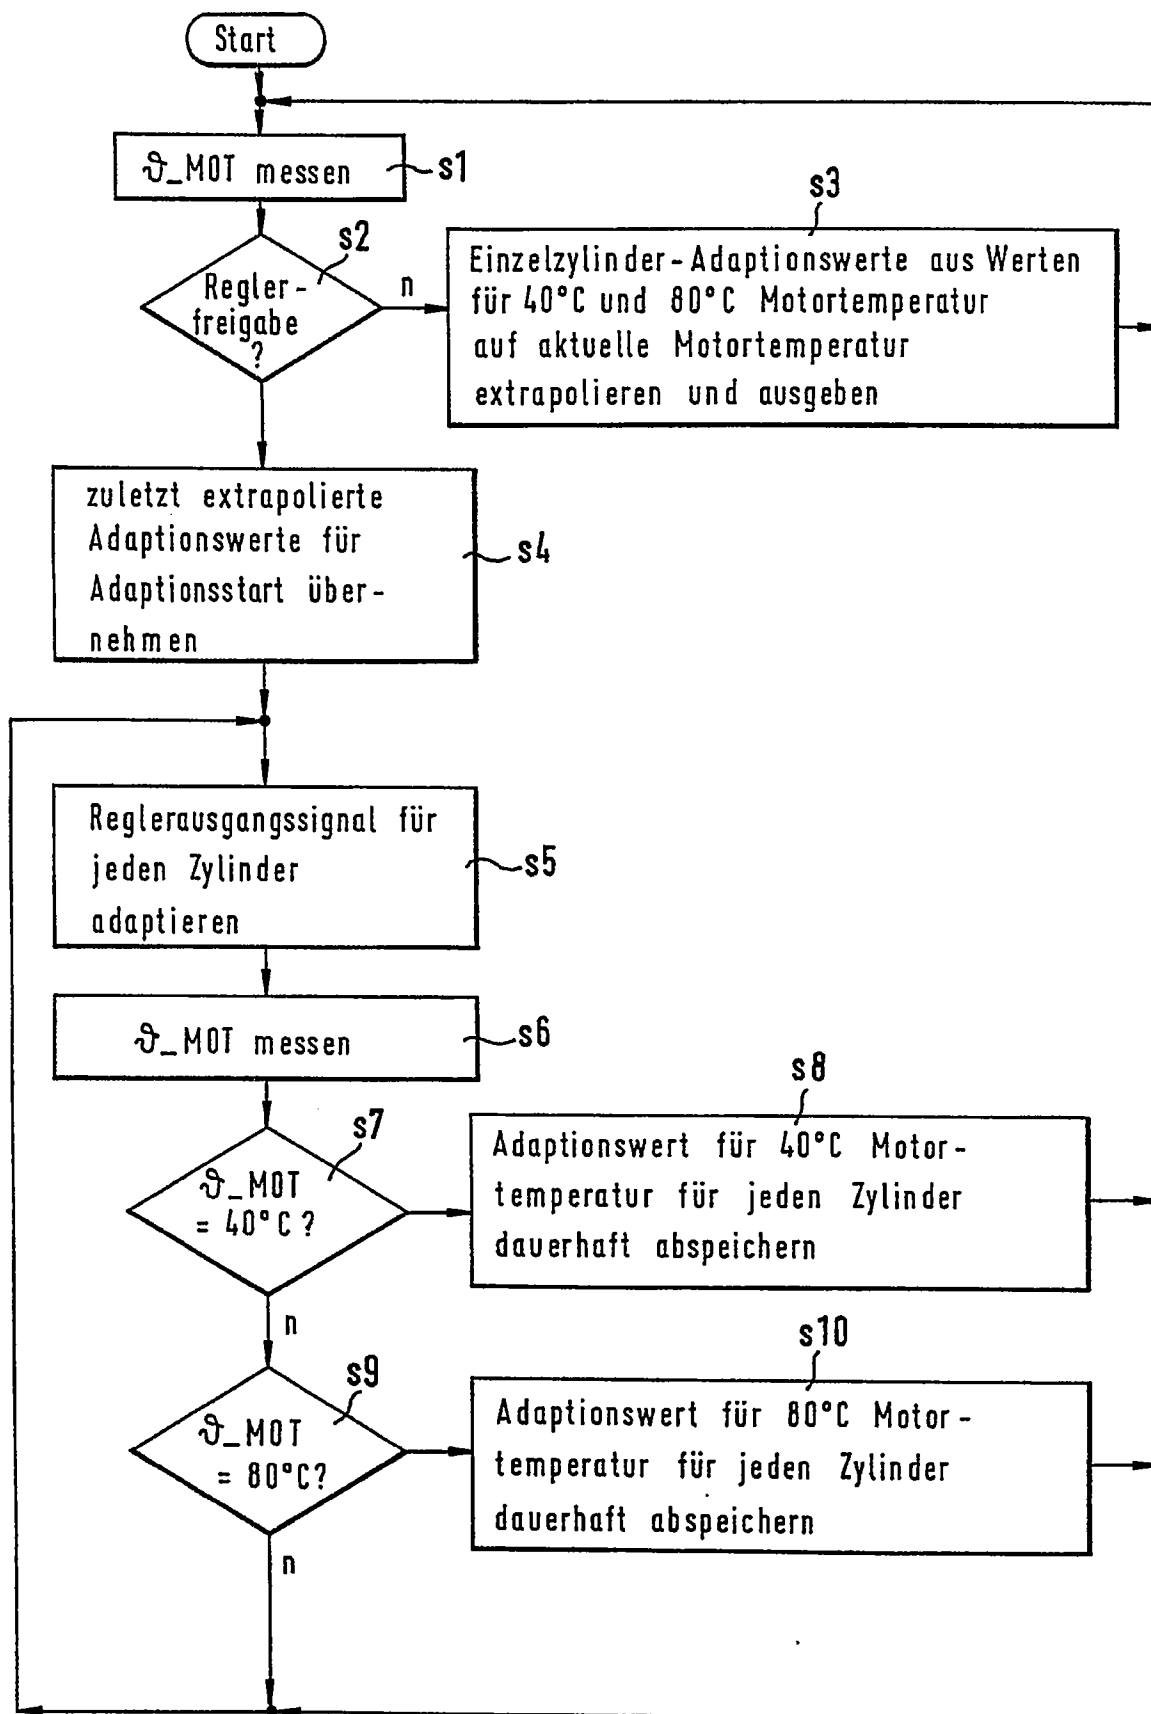 Start
ϑ_MOT messen
s1
s2
Regler-
freigabe
?
n
s3
Einzelzylinder-Adaptionswerte aus Werten
für 40°C und 80°C Motortemperatur
auf aktuelle Motortemperatur
extrapolieren und ausgeben
zuletzt extrapolierte
Adaptionswerte für
Adaptionsstart über-
nehmen
s4
Reglerausgangssignal für
jeden Zylinder
adaptieren
s5
ϑ_MOT messen
s6
s7
ϑ_MOT
= 40°C?
n
s8
Adaptionswert für 40°C Motor-
temperatur für jeden Zylinder
dauerhaft abspeichern
s9
ϑ_MOT
= 80°C?
n
s10
Adaptionswert für 80°C Motor-
temperatur für jeden Zylinder
dauerhaft abspeichern